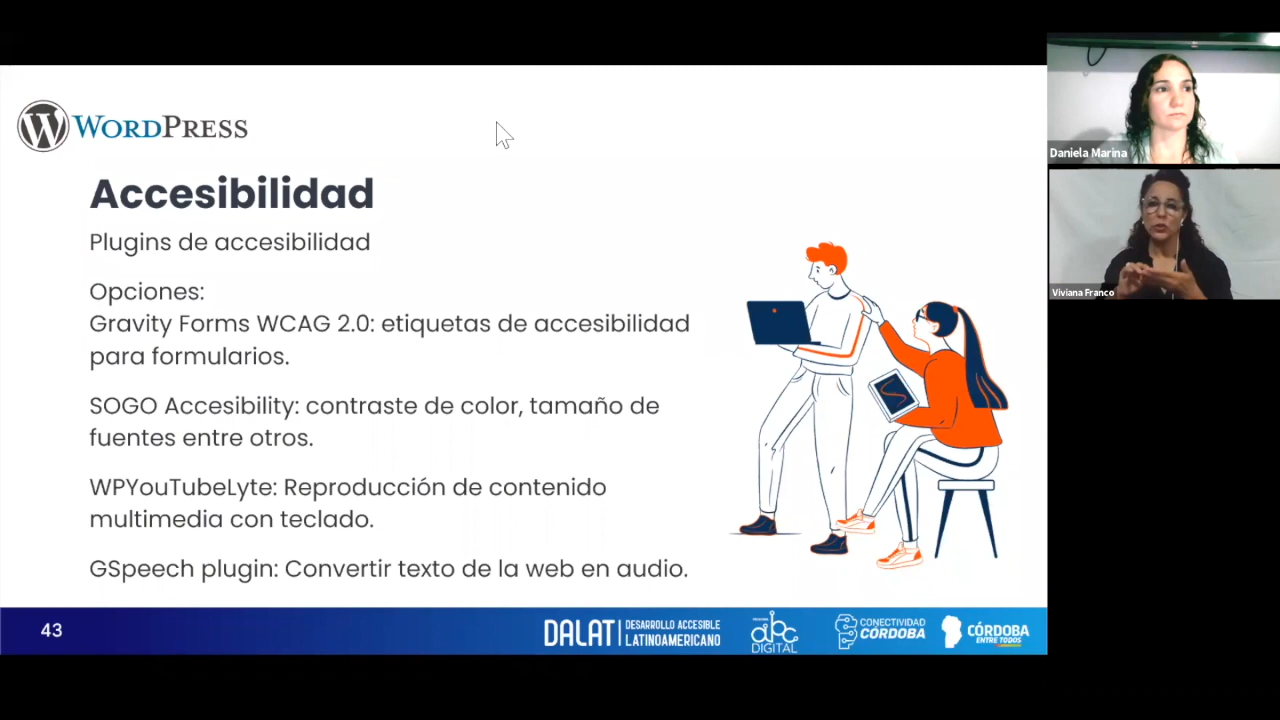 WORDPRESS
Accesibilidad
Plugins de accesibilidad
Opciones:
Gravity Forms WCAG 2.0: etiquetas de accesibilidad
para formularios.
SOGO Accesibility: contraste de color, tamaño de
fuentes entre otros.
WPYouTubeLyte: Reproducción de contenido
multimedia con teclado.
GSpeech plugin: Convertir texto de la web en audio.
43
DALAT
DESARROLLO ACCESIBLE
LATINOAMERICANO
abc
DIGITAL
CONECTIVIDAD
CÓRDOBA
CÓRDOBA
ENTRE TODOS
Daniela Marina
Viviana Franco